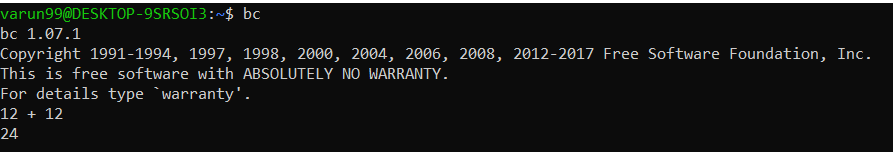 varun99@DESKTOP-9SRSOI3:~$ bc
bc 1.07.1
Copyright 1991-1994, 1997, 1998, 2000, 2004, 2006, 2008, 2012-2017 Free Software Foundation, Inc.
This is free software with ABSOLUTELY NO WARRANTY.
For details type `warranty'.
12 + 12
24